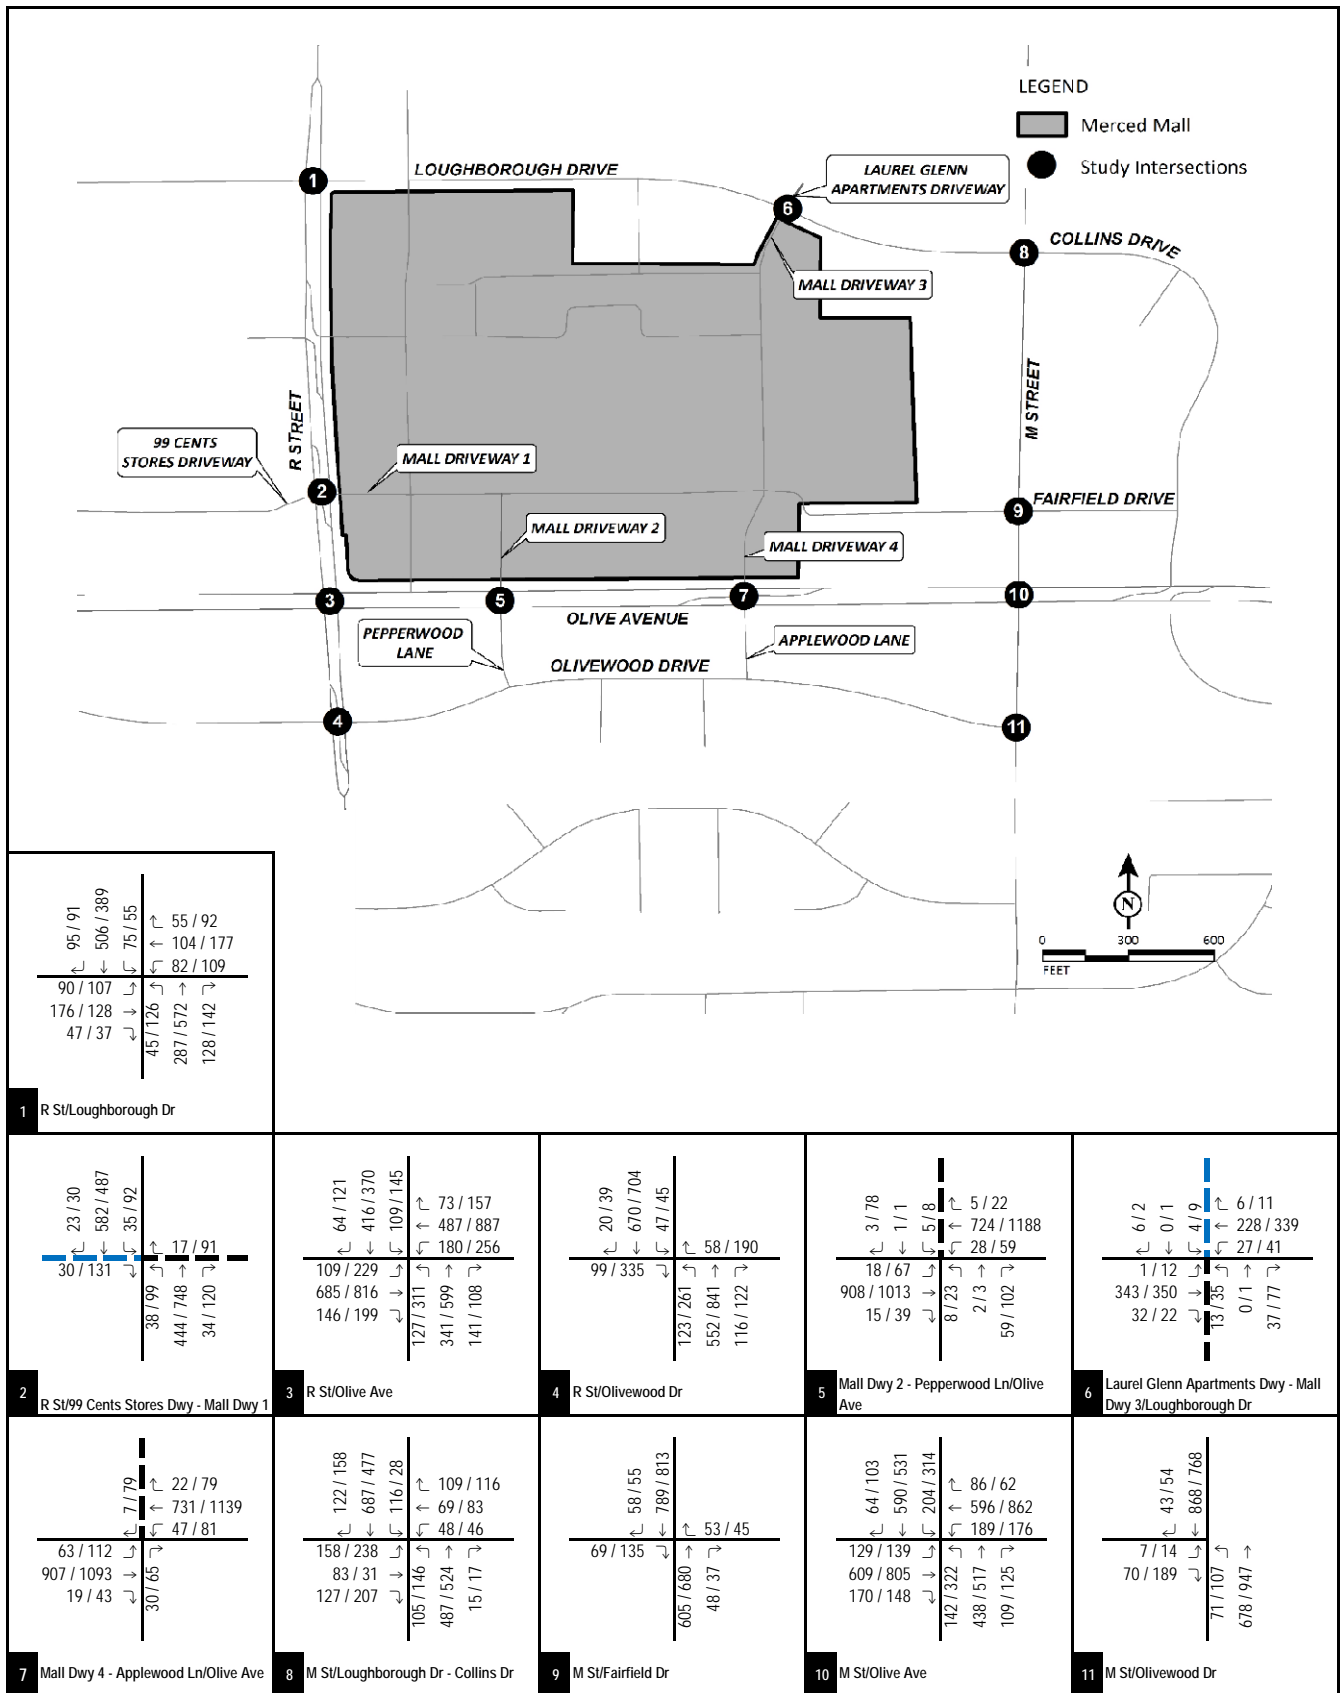 LEGEND
Merced Mall
Study Intersections
LOUGHBOROUGH DRIVE
LAUREL GLENN
APARTMENTS DRIVEWAY
1
6
8
COLLINS DRIVE
MALL DRIVEWAY 3
M STREET
R STREET
99 CENTS
STORES DRIVEWAY
MALL DRIVEWAY 1
2
FAIRFIELD DRIVE
9
MALL DRIVEWAY 2
MALL DRIVEWAY 4
3
5
7
10
OLIVE AVENUE
PEPPERWOOD
LANE
APPLEWOOD LANE
OLIVEWOOD DRIVE
4
11
N
0 300 600
FEET
95 / 91
506 / 389
75 / 55
55 / 92
104 / 177
82 / 109
90 / 107
176 / 128
47 / 37
45 / 126
287 / 572
128 / 142
1 R St/Loughborough Dr
23 / 30
582 / 487
35 / 92
17 / 91
30 / 131
38 / 99
444 / 748
34 / 120
2 R St/99 Cents Stores Dwy - Mall Dwy 1
64 / 121
416 / 370
109 / 145
73 / 157
487 / 887
180 / 256
109 / 229
685 / 816
146 / 199
127 / 311
341 / 599
141 / 108
3 R St/Olive Ave
20 / 39
670 / 704
47 / 45
58 / 190
99 / 335
123 / 261
552 / 841
116 / 122
4 R St/Olivewood Dr
3 / 78
1 / 1
5 / 8
5 / 22
724 / 1188
28 / 59
18 / 67
908 / 1013
15 / 39
8 / 23
2 / 3
59 / 102
5 Mall Dwy 2 - Pepperwood Ln/Olive
Ave
6 / 2
0 / 1
4 / 9
6 / 11
228 / 339
27 / 41
1 / 12
343 / 350
32 / 22
13 / 35
0 / 1
37 / 77
6 Laurel Glenn Apartments Dwy - Mall
Dwy 3/Loughborough Dr
7 / 79
22 / 79
731 / 1139
47 / 81
63 / 112
907 / 1093
19 / 43
30 / 65
7 Mall Dwy 4 - Applewood Ln/Olive Ave
122 / 158
687 / 477
116 / 28
109 / 116
69 / 83
48 / 46
158 / 238
83 / 31
127 / 207
105 / 146
487 / 524
15 / 17
8 M St/Loughborough Dr - Collins Dr
58 / 55
789 / 813
53 / 45
69 / 135
605 / 680
48 / 37
9 M St/Fairfield Dr
64 / 103
590 / 531
204 / 314
86 / 62
596 / 862
189 / 176
129 / 139
609 / 805
170 / 148
142 / 322
438 / 517
109 / 125
10 M St/Olive Ave
43 / 54
868 / 768
7 / 14
70 / 189
71 / 107
678 / 947
11 M St/Olivewood Dr